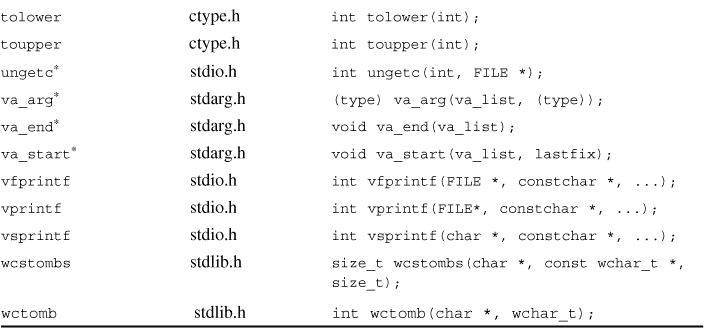 tolower ctype.h int tolower(int);
toupper ctype.h int toupper(int);
ungetc* stdio.h int ungetc(int, FILE *);
va_arg* stdarg.h (type) va_arg(va_list, (type));
va_end* stdarg.h void va_end(va_list);
va_start* stdarg.h void va_start(va_list, lastfix);
vfprintf stdio.h int vfprintf(FILE *, constchar *, ...);
vprintf stdio.h int vprintf(FILE*, constchar *, ...);
vsprintf stdio.h int vsprintf(char *, constchar *, ...);
wcstombs stdlib.h size_t wcstombs(char *, const wchar_t *,
size_t);
wctomb stdlib.h int wctomb(char *, wchar_t);